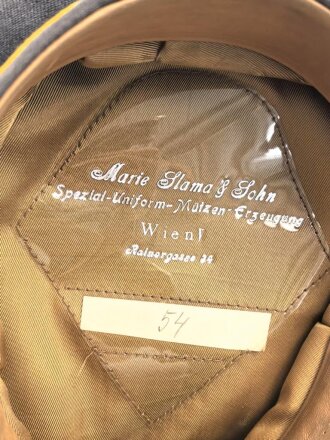 Marie Slama & Sohn
Spezial-Uniform-Mützen-Erzeugung
Wien
Rainergasse 24
54